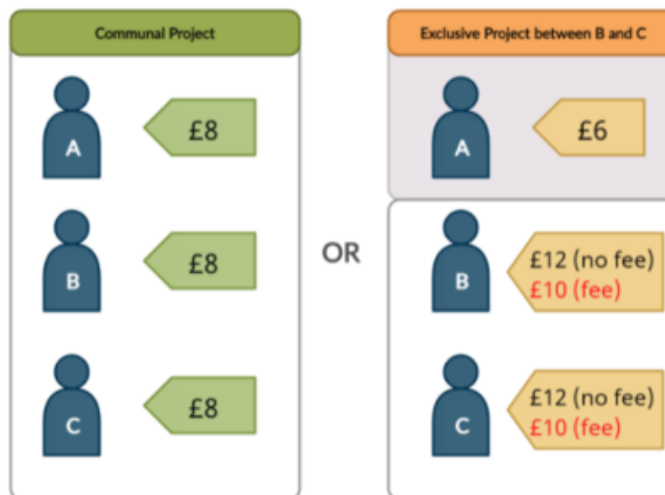 Communal Project
A
£8
B
£8
C
£8
OR
Exclusive Project between B and C
A
£6
B
£12 (no fee)
£10 (fee)
C
£12 (no fee)
£10 (fee)